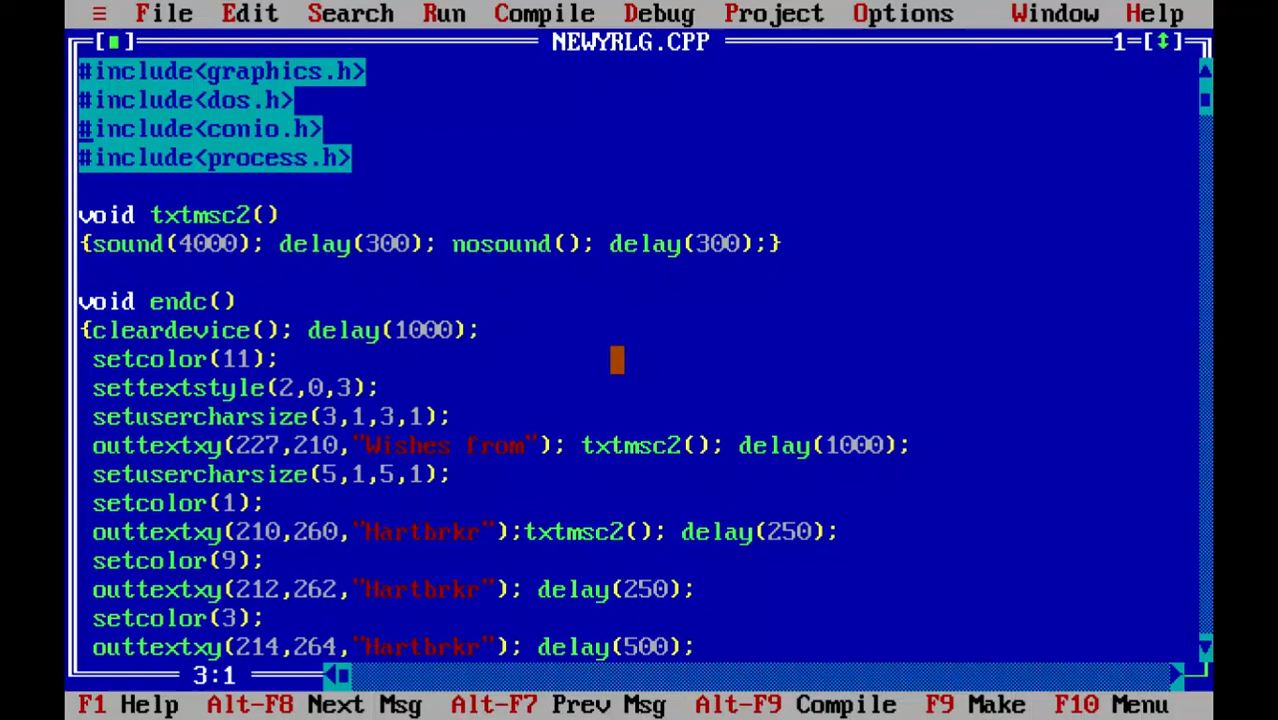 ≡ File Edit Search Run Compile Debug Project Options Window Help
[■] NEWYRLG.CPP 1=[↕]
#include<graphics.h>
#include<dos.h>
#include<conio.h>
#include<process.h>
void txtmsc2()
{sound(4000); delay(300); nosound(); delay(300);}
void endc()
{cleardevice(); delay(1000);
setcolor(11);
settextstyle(2,0,3);
setusercharsize(3,1,3,1);
outtextxy(227,210,"Wishes from"); txtmsc2(); delay(1000);
setusercharsize(5,1,5,1);
setcolor(1);
outtextxy(210,260,"Hartbrkr");txtmsc2(); delay(250);
setcolor(9);
outtextxy(212,262,"Hartbrkr"); delay(250);
setcolor(3);
outtextxy(214,264,"Hartbrkr"); delay(500);
3:1
F1 Help Alt-F8 Next Msg Alt-F7 Prev Msg Alt-F9 Compile F9 Make F10 Menu